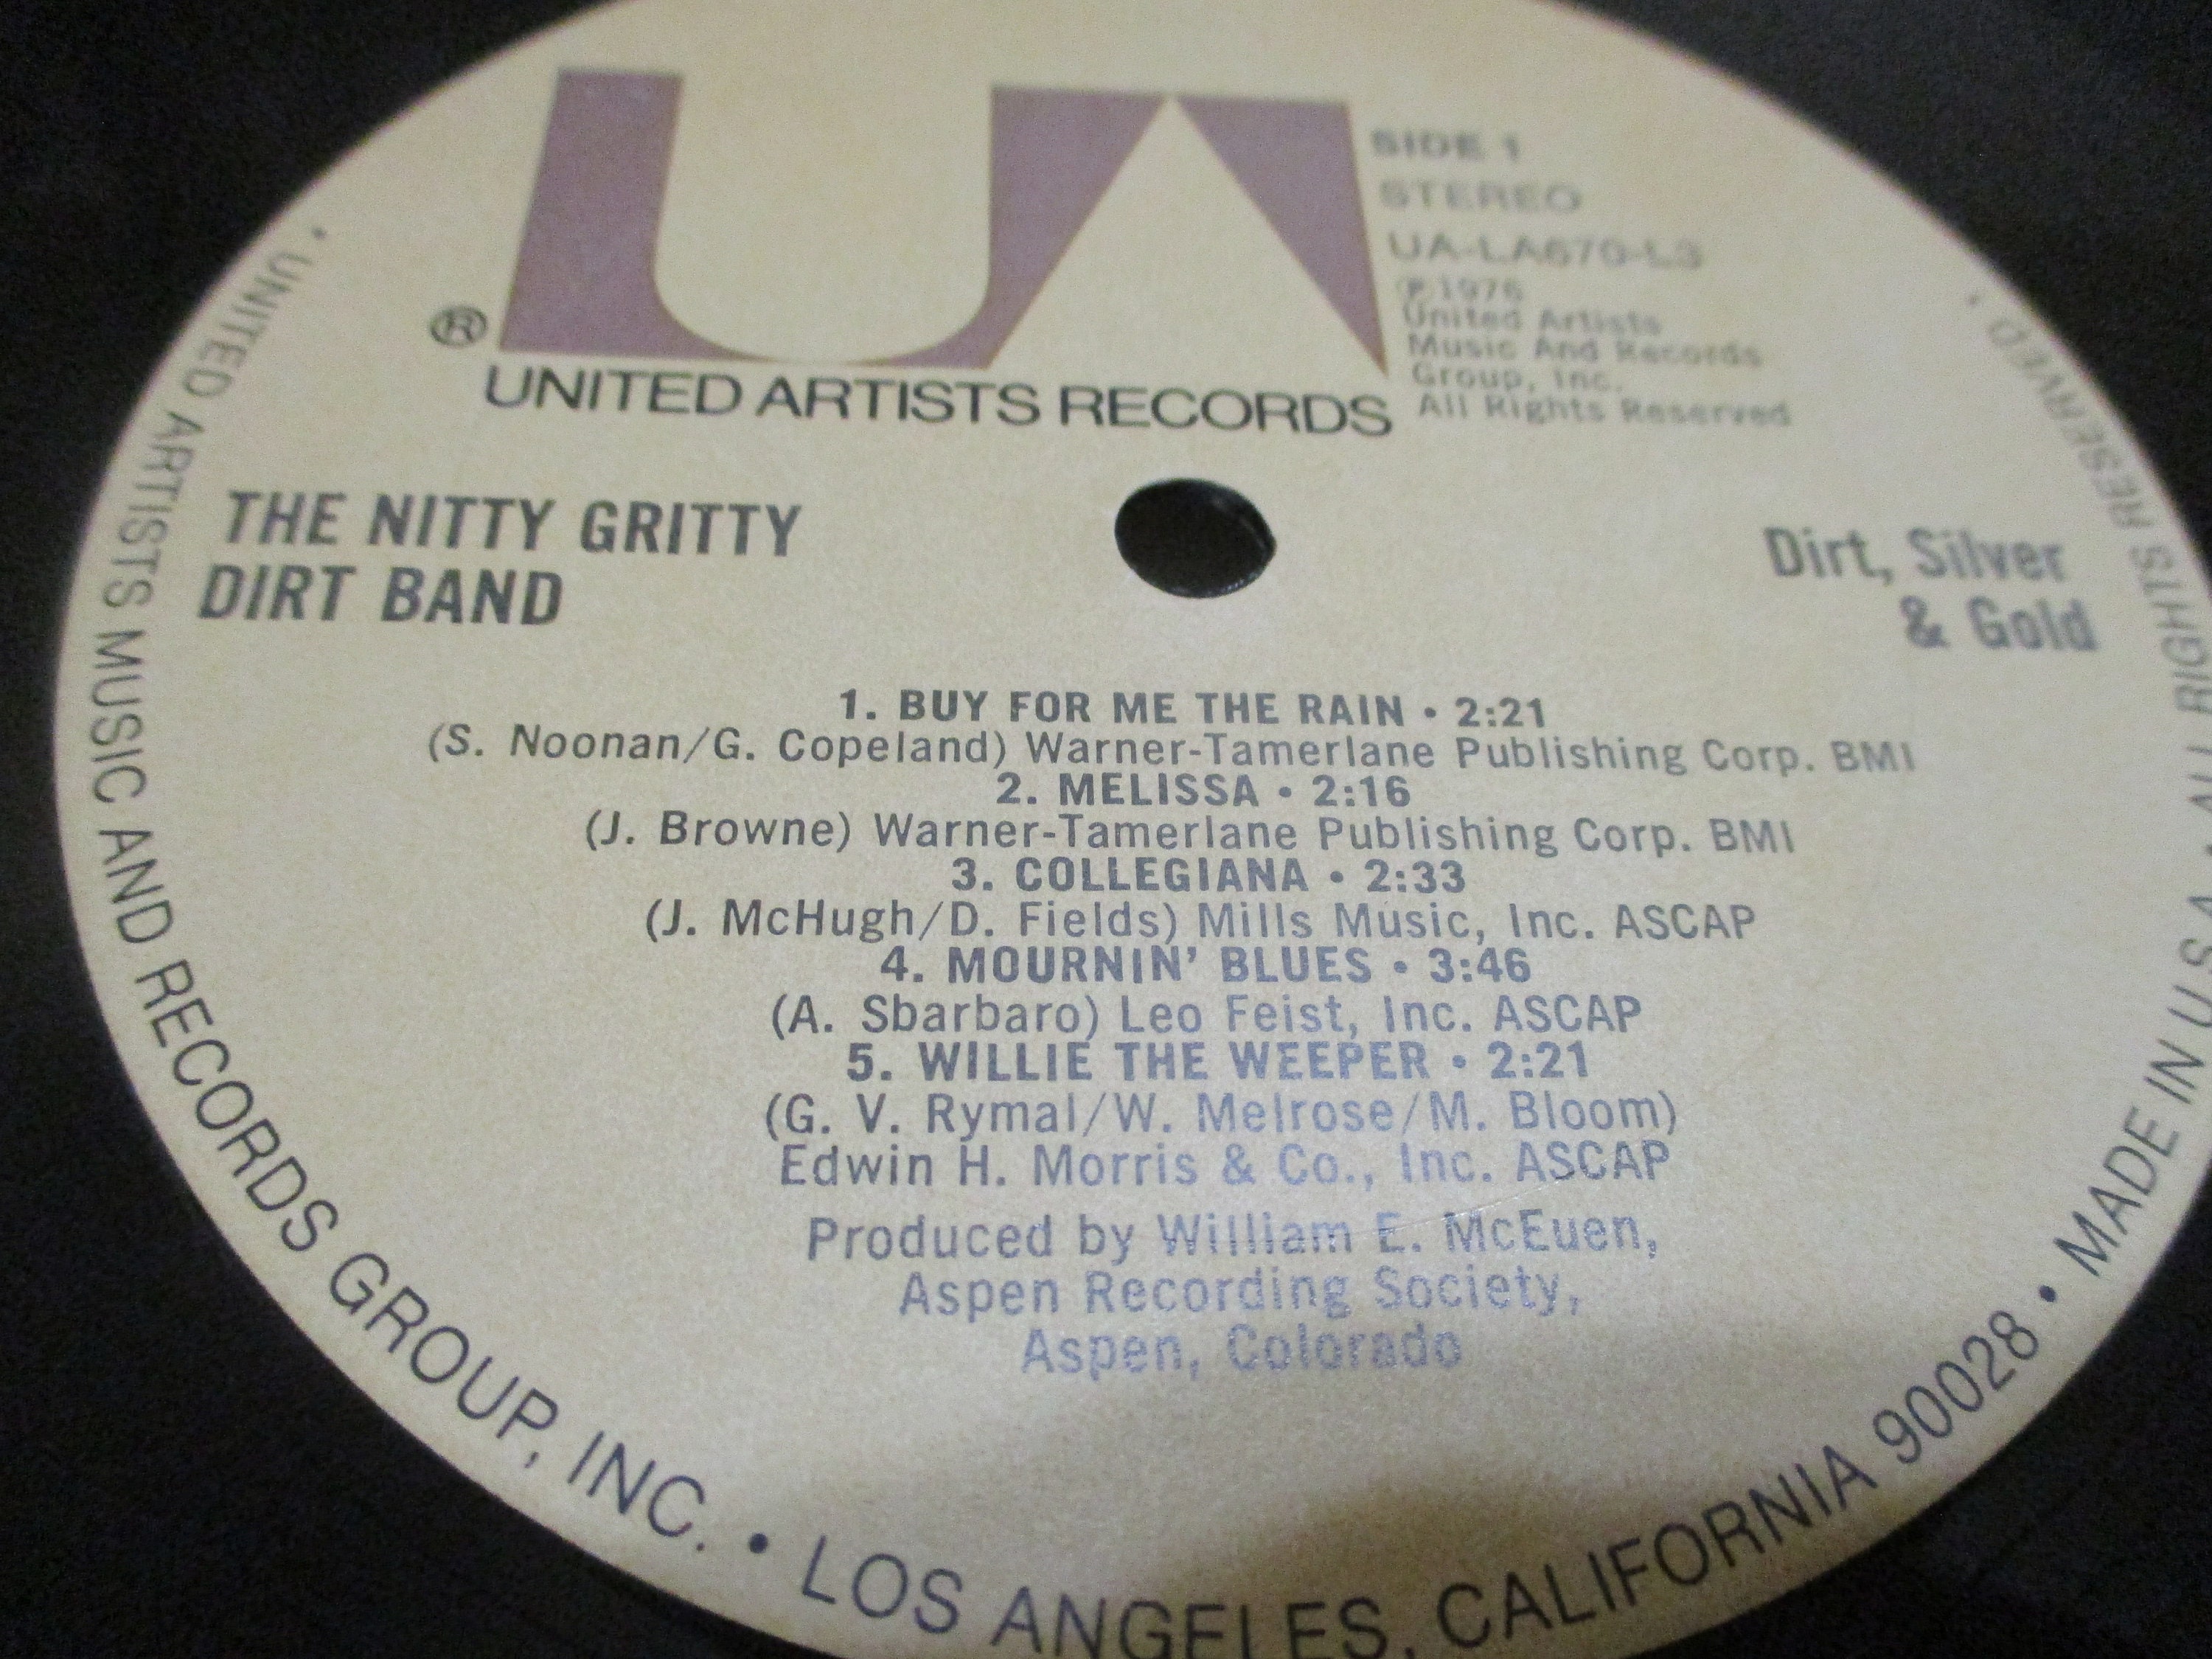 UA
®
UNITED ARTISTS RECORDS
SIDE 1
STEREO
UA-LA670-L3
℗1976
United Artists
Music And Records
Group, Inc.
All Rights Reserved
THE NITTY GRITTY
DIRT BAND
Dirt, Silver
& Gold
1. BUY FOR ME THE RAIN • 2:21
(S. Noonan/G. Copeland) Warner-Tamerlane Publishing Corp. BMI
2. MELISSA • 2:16
(J. Browne) Warner-Tamerlane Publishing Corp. BMI
3. COLLEGIANA • 2:33
(J. McHugh/D. Fields) Mills Music, Inc. ASCAP
4. MOURNIN' BLUES • 3:46
(A. Sbarbaro) Leo Feist, Inc. ASCAP
5. WILLIE THE WEEPER • 2:21
(G. V. Rymal/W. Melrose/M. Bloom)
Edwin H. Morris & Co., Inc. ASCAP
Produced by William E. McEuen,
Aspen Recording Society,
Aspen, Colorado
• UNITED ARTISTS MUSIC AND RECORDS GROUP, INC. • LOS ANGELES, CALIFORNIA 90028 • MADE IN U.S.A. • ALL RIGHTS RESERVED •